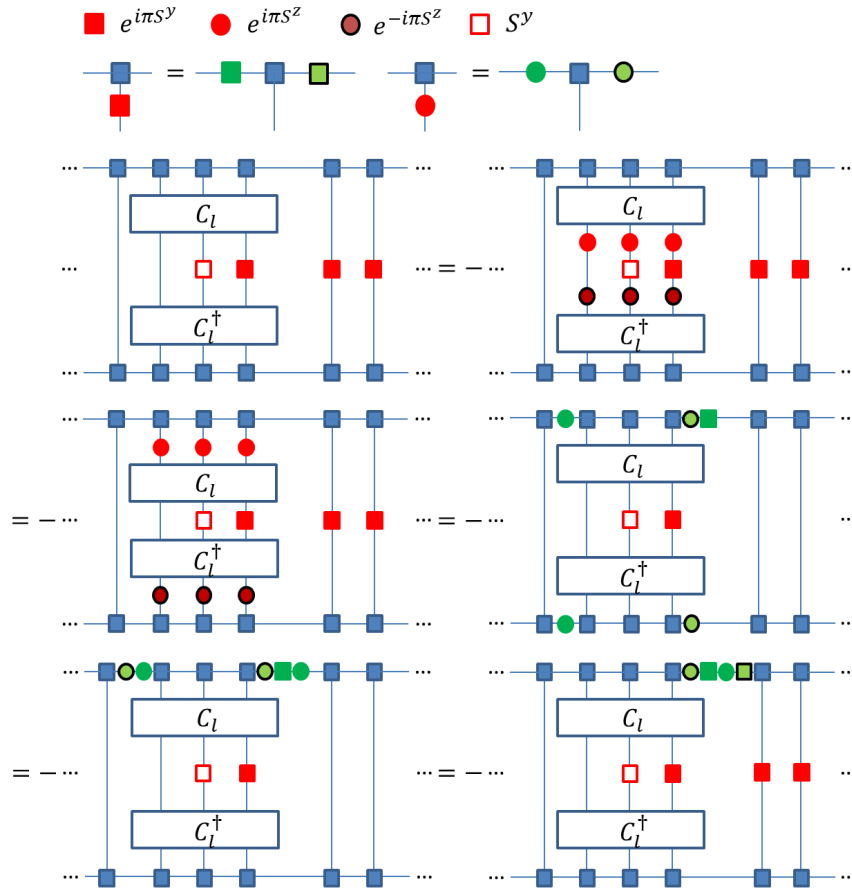 e^{iπS^y} e^{iπS^z} e^{-iπS^z} S^y
= =
... ... ... ...
C_l C_l
... ... = − ... ..
C_l^† C_l^†
... ... ... ...
... ... ... ...
C_l C_l
= − ... ... = − ... ..
C_l^† C_l^†
... ... ... ...
... ... ... ...
C_l C_l
= − ... ... = − ... ..
C_l^† C_l^†
... ... ... ...